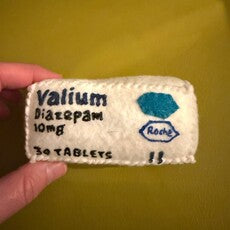 Valium
Diazepam
10mg
Roche
30 TABLETS